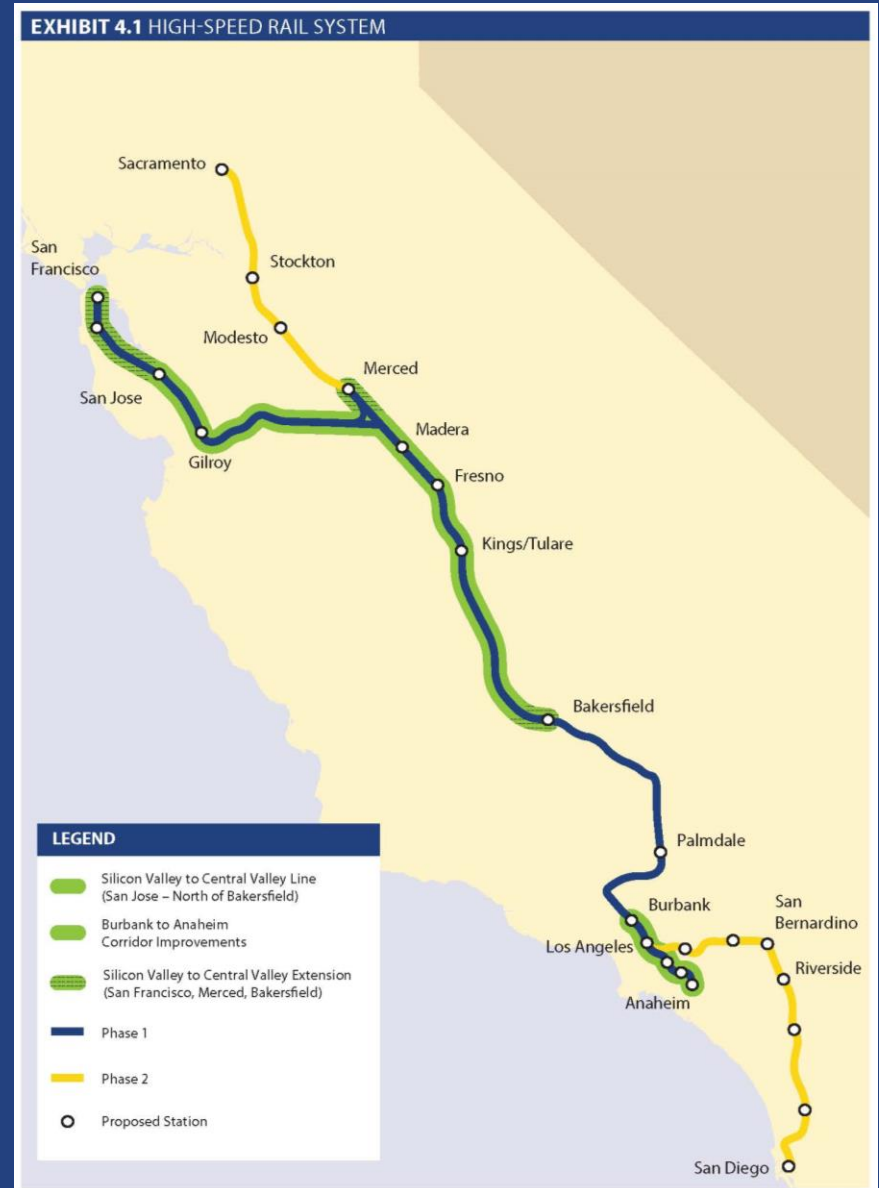 EXHIBIT 4.1 HIGH-SPEED RAIL SYSTEM
Sacramento
San
Francisco
Stockton
Modesto
Merced
San Jose
Madera
Gilroy
Fresno
Kings/Tulare
Bakersfield
Palmdale
Burbank
San
Bernardino
Los Angeles
Riverside
Anaheim
San Diego
LEGEND
Silicon Valley to Central Valley Line
(San Jose – North of Bakersfield)
Burbank to Anaheim
Corridor Improvements
Silicon Valley to Central Valley Extension
(San Francisco, Merced, Bakersfield)
Phase 1
Phase 2
Proposed Station